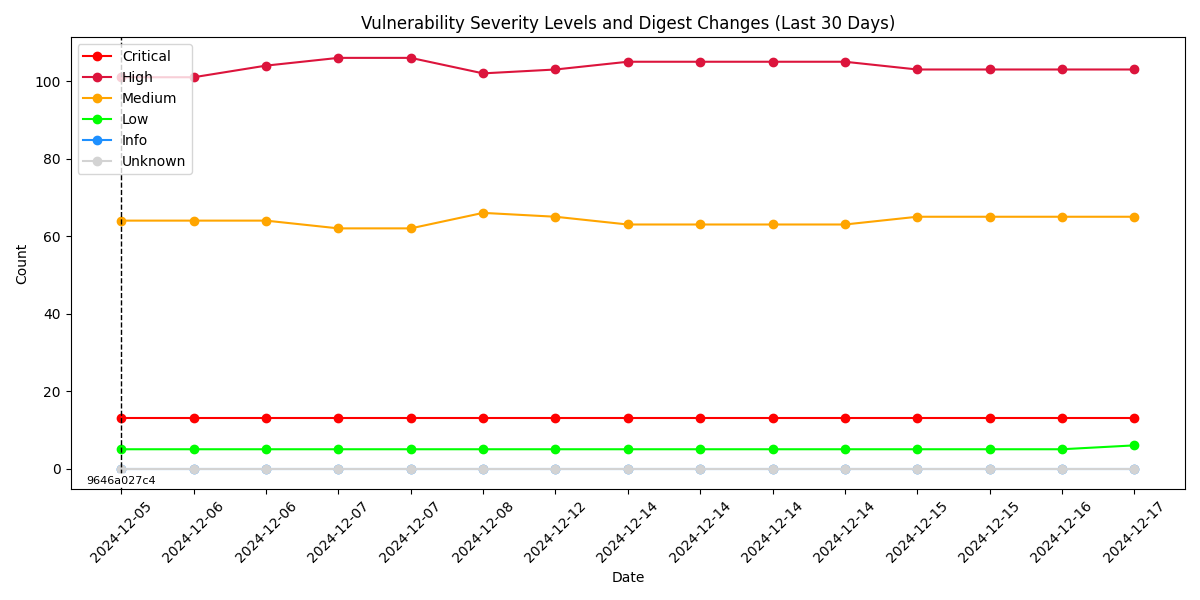 Vulnerability Severity Levels and Digest Changes (Last 30 Days)
Critical
High
Medium
Low
Info
Unknown
Count
100
80
60
40
20
0
9646a027c4
2024-12-05
2024-12-06
2024-12-06
2024-12-07
2024-12-07
2024-12-08
2024-12-12
2024-12-14
2024-12-14
2024-12-14
2024-12-14
2024-12-15
2024-12-15
2024-12-16
2024-12-17
Date